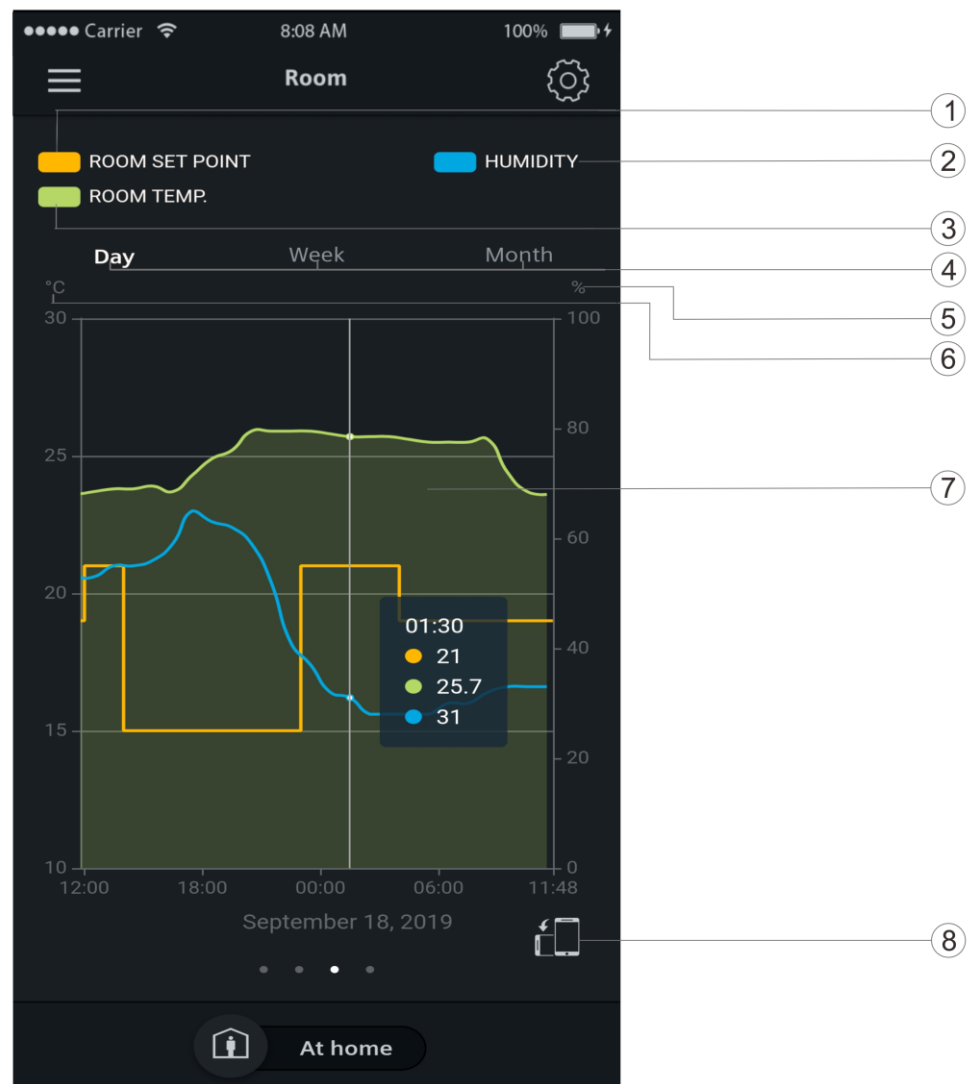 Carrier 8:08 AM 100%
Room
1
ROOM SET POINT HUMIDITY 2
ROOM TEMP.
3
Day Week Month 4
°C % 
30 100 5
6
80
25
7
60
20
01:30
21
40
25.7
31
15
20
10 0
12:00 18:00 00:00 06:00 11:48
September 18, 2019
8
At home